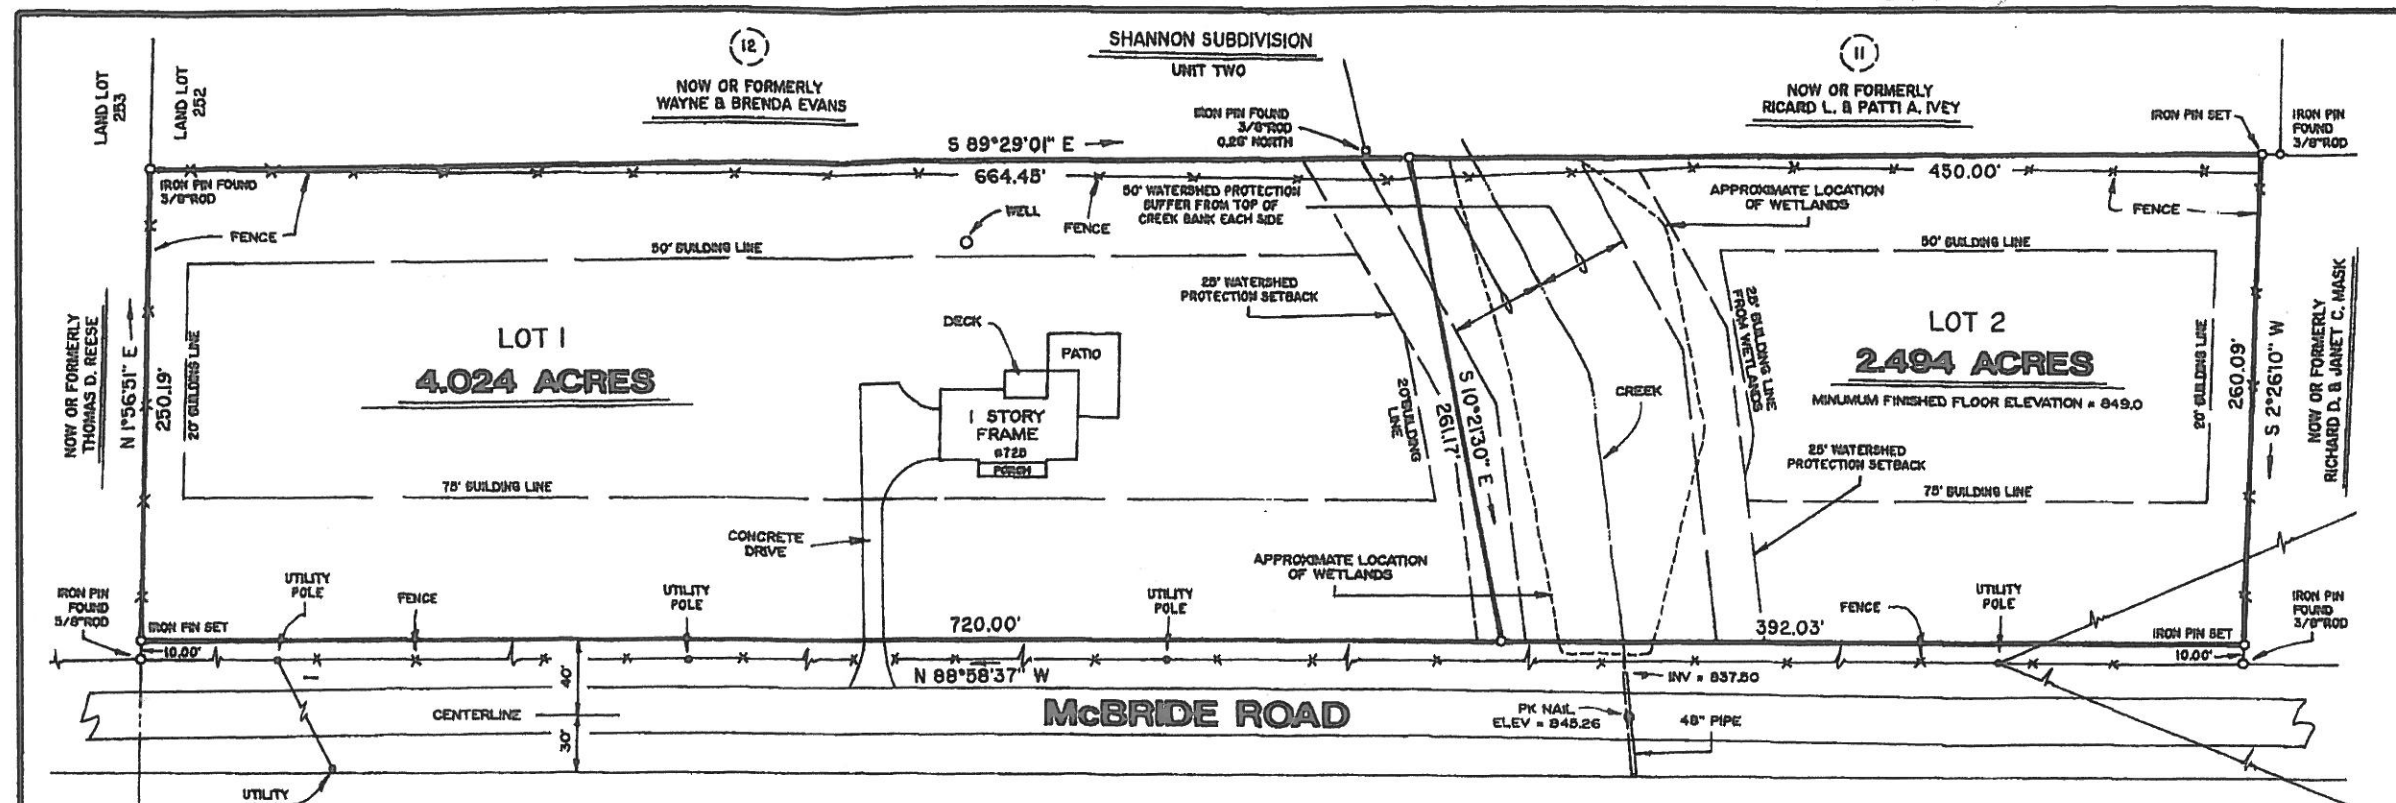 LAND LOT
253
LAND LOT
252
12
NOW OR FORMERLY
WAYNE & BRENDA EVANS
SHANNON SUBDIVISION
UNIT TWO
11
NOW OR FORMERLY
RICARD L. & PATTI A. IVEY
IRON PIN FOUND
3/8"ROD
0.26' NORTH
IRON PIN SET
IRON PIN
FOUND
3/8"ROD
S 89°29'01" E
664.45'
450.00'
IRON PIN FOUND
3/8"ROD
FENCE
WELL
FENCE
50' WATERSHED PROTECTION
BUFFER FROM TOP OF
CREEK BANK EACH SIDE
APPROXIMATE LOCATION
OF WETLANDS
FENCE
50' BUILDING LINE
50' BUILDING LINE
NOW OR FORMERLY
THOMAS D. REESE
N 1°56'51" E
250.19'
20' BUILDING LINE
LOT 1
4.024 ACRES
DECK
PATIO
1 STORY
FRAME
#720
PORCH
25' WATERSHED
PROTECTION SETBACK
20' BUILDING
LINE
S 10°21'30" E
261.17'
CREEK
25' BUILDING LINE
FROM WETLANDS
LOT 2
2.494 ACRES
MINUMUM FINISHED FLOOR ELEVATION = 849.0
20' BUILDING LINE
260.09'
S 2°26'10" W
NOW OR FORMERLY
RICHARD D. & JANET C. MASK
25' WATERSHED
PROTECTION SETBACK
75' BUILDING LINE
75' BUILDING LINE
CONCRETE
DRIVE
APPROXIMATE LOCATION
OF WETLANDS
IRON PIN
FOUND
5/8"ROD
IRON PIN SET
10.00'
UTILITY
POLE
FENCE
UTILITY
POLE
720.00'
UTILITY
POLE
392.03'
FENCE
UTILITY
POLE
IRON PIN SET
10.00'
IRON PIN
FOUND
3/8"ROD
N 88°58'37" W
INV = 837.50
40'
CENTERLINE
30'
McBRIDE ROAD
PK NAIL
ELEV = 845.26
48" PIPE
UTILITY